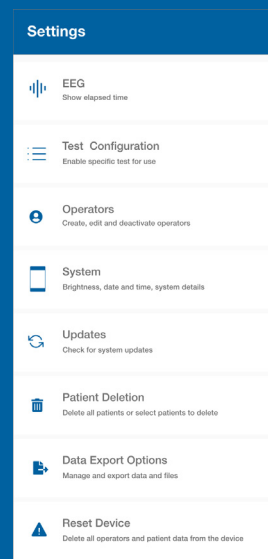 Settings
EEG
Show elapsed time
Test Configuration
Enable specific test for use
Operators
Create, edit and deactivate operators
System
Brightness, date and time, system details
Updates
Check for system updates
Patient Deletion
Delete all patients or select patients to delete
Data Export Options
Manage and export data and files
Reset Device
Delete all operators and patient data from the device